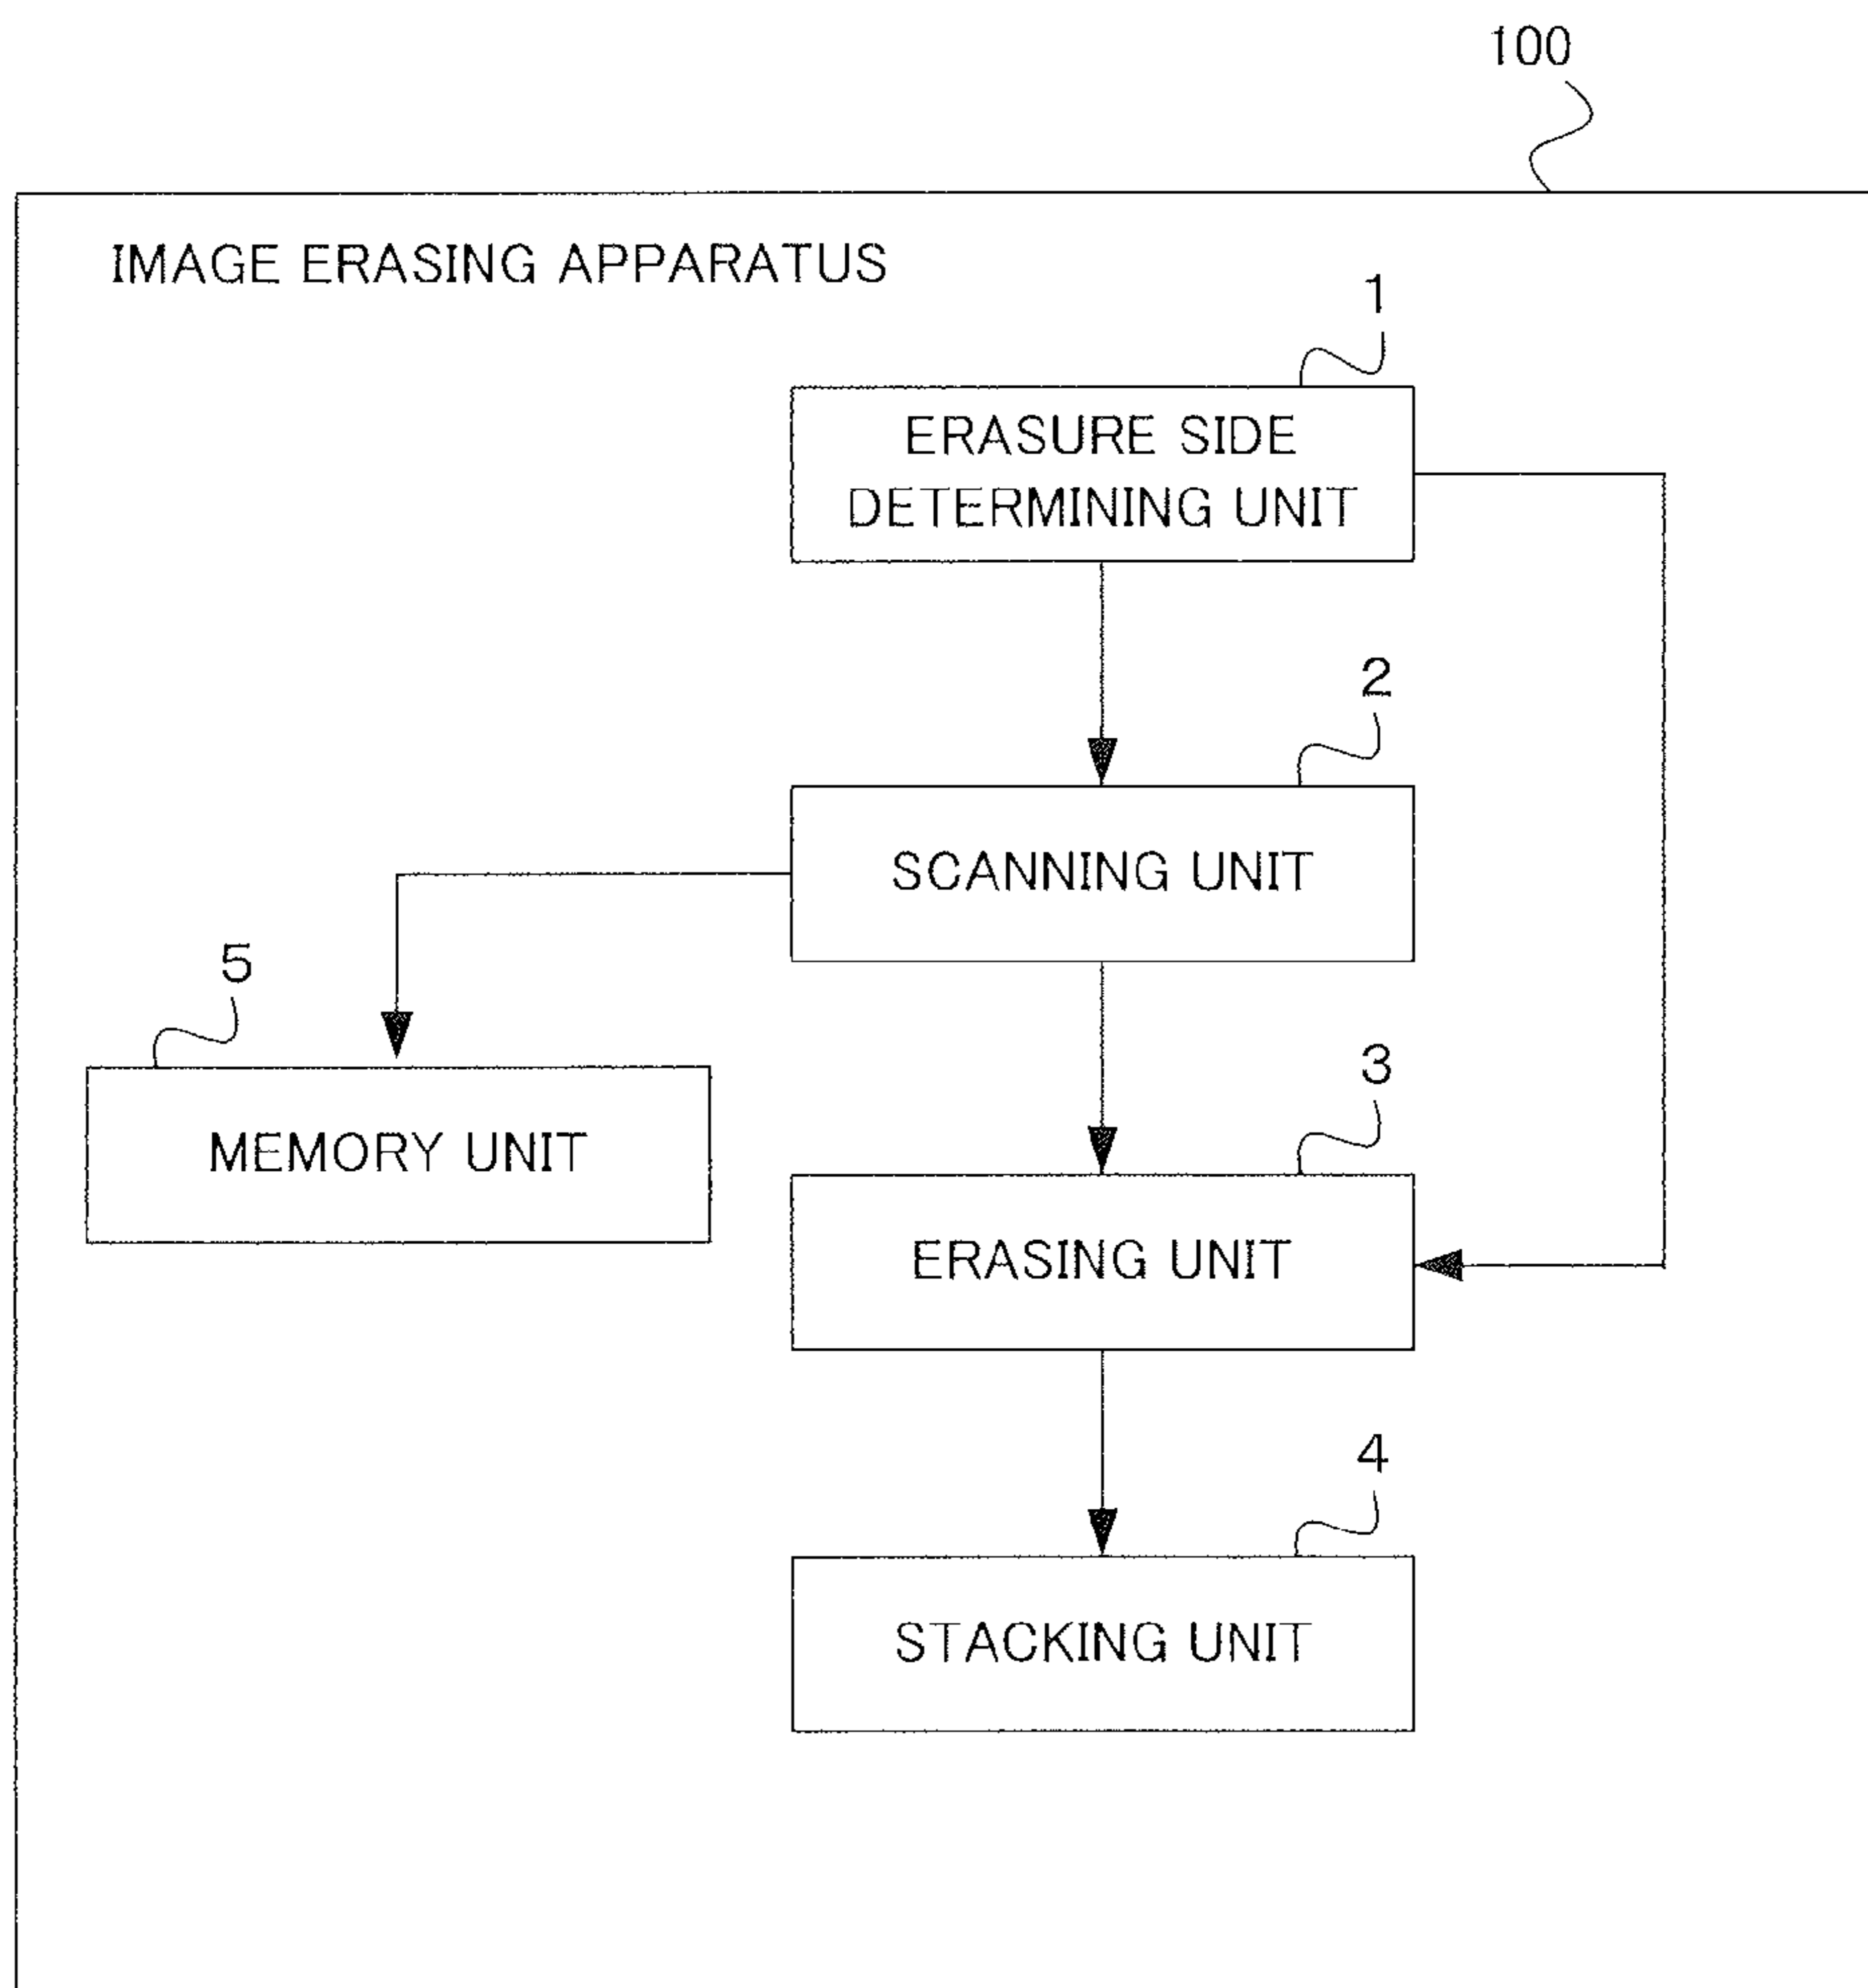 100
IMAGE ERASING APPARATUS
1
ERASURE SIDE
DETERMINING UNIT
2
SCANNING UNIT
5
MEMORY UNIT
3
ERASING UNIT
4
STACKING UNIT